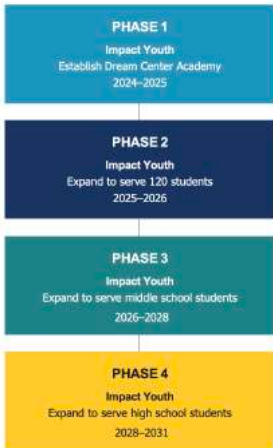 PHASE 1
Impact Youth
Establish Dream Center Academy
2024–2025
PHASE 2
Impact Youth
Expand to serve 120 students
2025–2026
PHASE 3
Impact Youth
Expand to serve middle school students
2026–2028
PHASE 4
Impact Youth
Expand to serve high school students
2028–2031